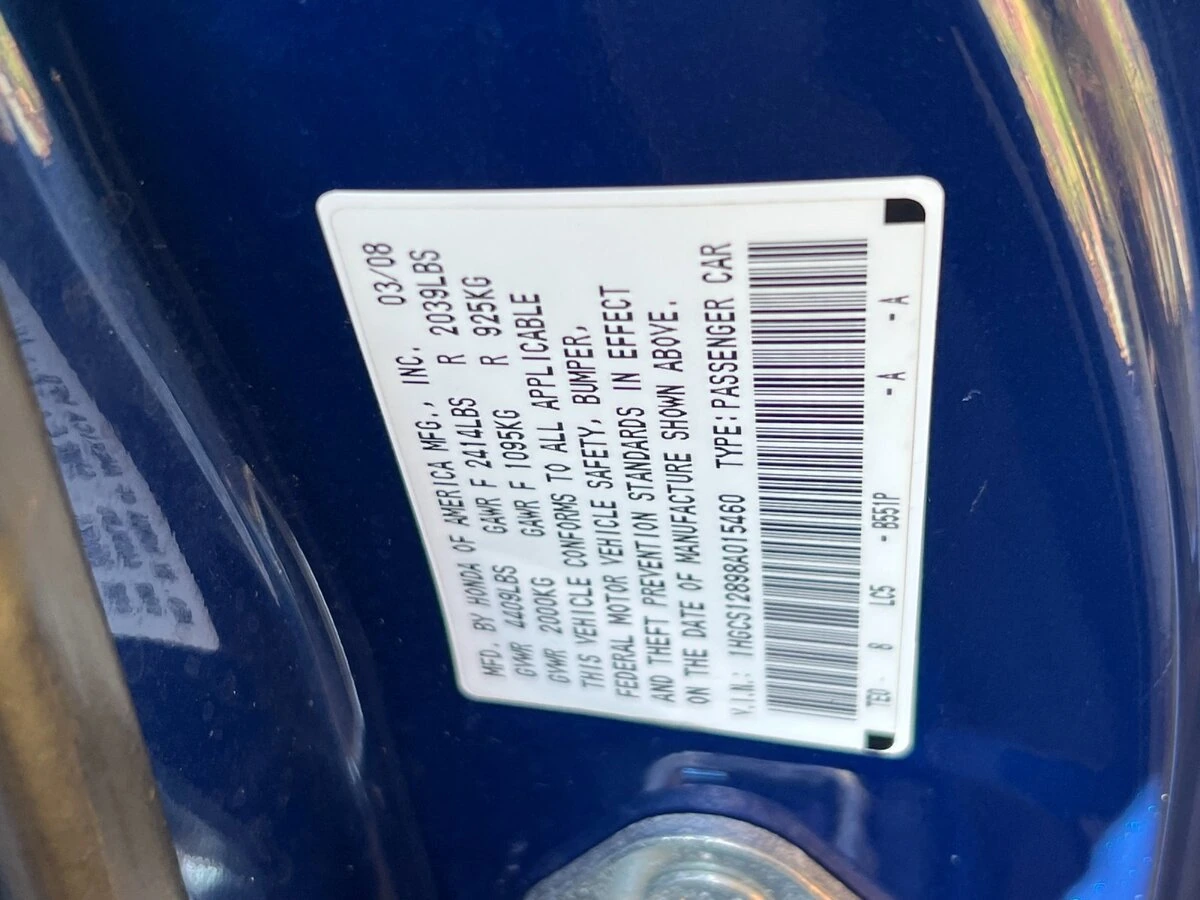 MFD. BY HONDA OF AMERICA MFG., INC. 03/08
GVWR 4409LBS GAWR F 2414LBS R 2039LBS
GVWR 2000KG GAWR F 1095KG R 925KG
THIS VEHICLE CONFORMS TO ALL APPLICABLE
FEDERAL MOTOR VEHICLE SAFETY, BUMPER,
AND THEFT PREVENTION STANDARDS IN EFFECT
ON THE DATE OF MANUFACTURE SHOWN ABOVE.
V.I.N.: 1HGCS12898A015460 TYPE:PASSENGER CAR
TE0 8 LC5 -B551P -A -A